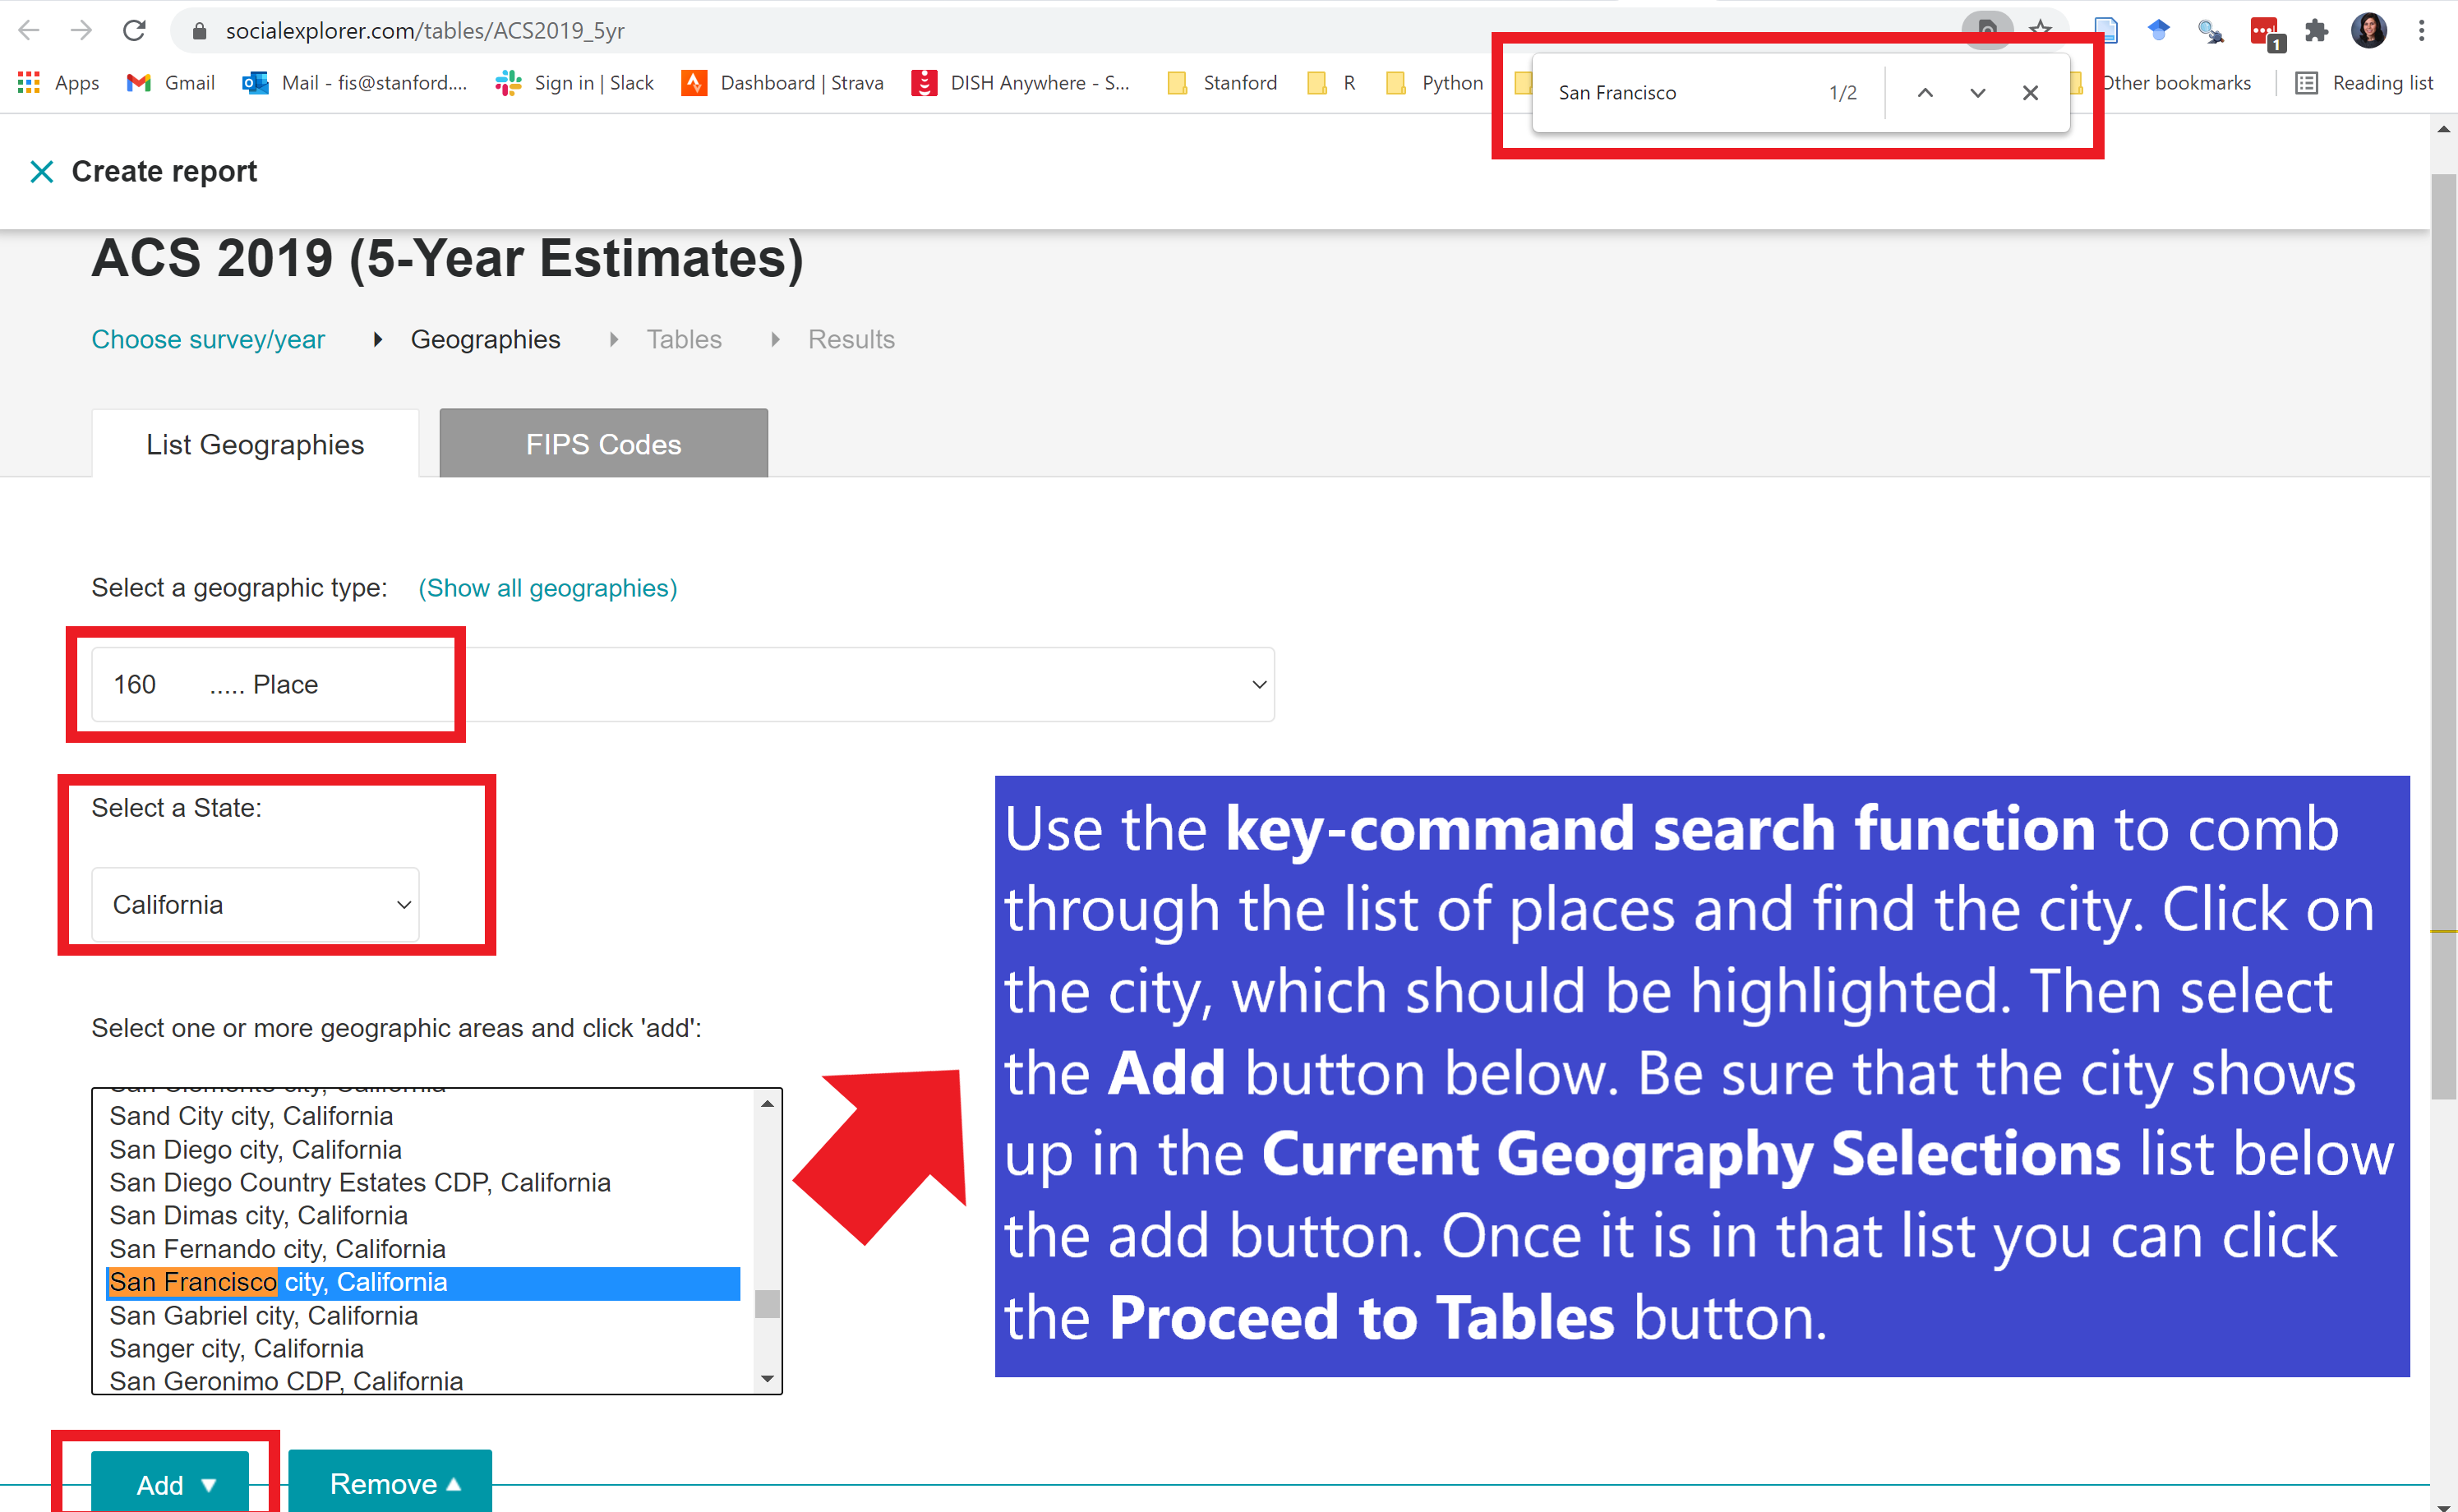 socialexplorer.com/tables/ACS2019_5yr
1
Apps
Gmail
Mail - fis@stanford....
Sign in | Slack
Dashboard | Strava
DISH Anywhere - S...
Stanford
R
Python
San Francisco 1/2
Other bookmarks
Reading list
Create report
ACS 2019 (5-Year Estimates)
Choose survey/year Geographies Tables Results
List Geographies FIPS Codes
Select a geographic type: (Show all geographies)
160 ..... Place
Select a State:
California
Select one or more geographic areas and click 'add':
San Clemente city, California
Sand City city, California
San Diego city, California
San Diego Country Estates CDP, California
San Dimas city, California
San Fernando city, California
San Francisco city, California
San Gabriel city, California
Sanger city, California
San Geronimo CDP, California
Use the key-command search function to comb
through the list of places and find the city. Click on
the city, which should be highlighted. Then select
the Add button below. Be sure that the city shows
up in the Current Geography Selections list below
the add button. Once it is in that list you can click
the Proceed to Tables button.
Add Remove